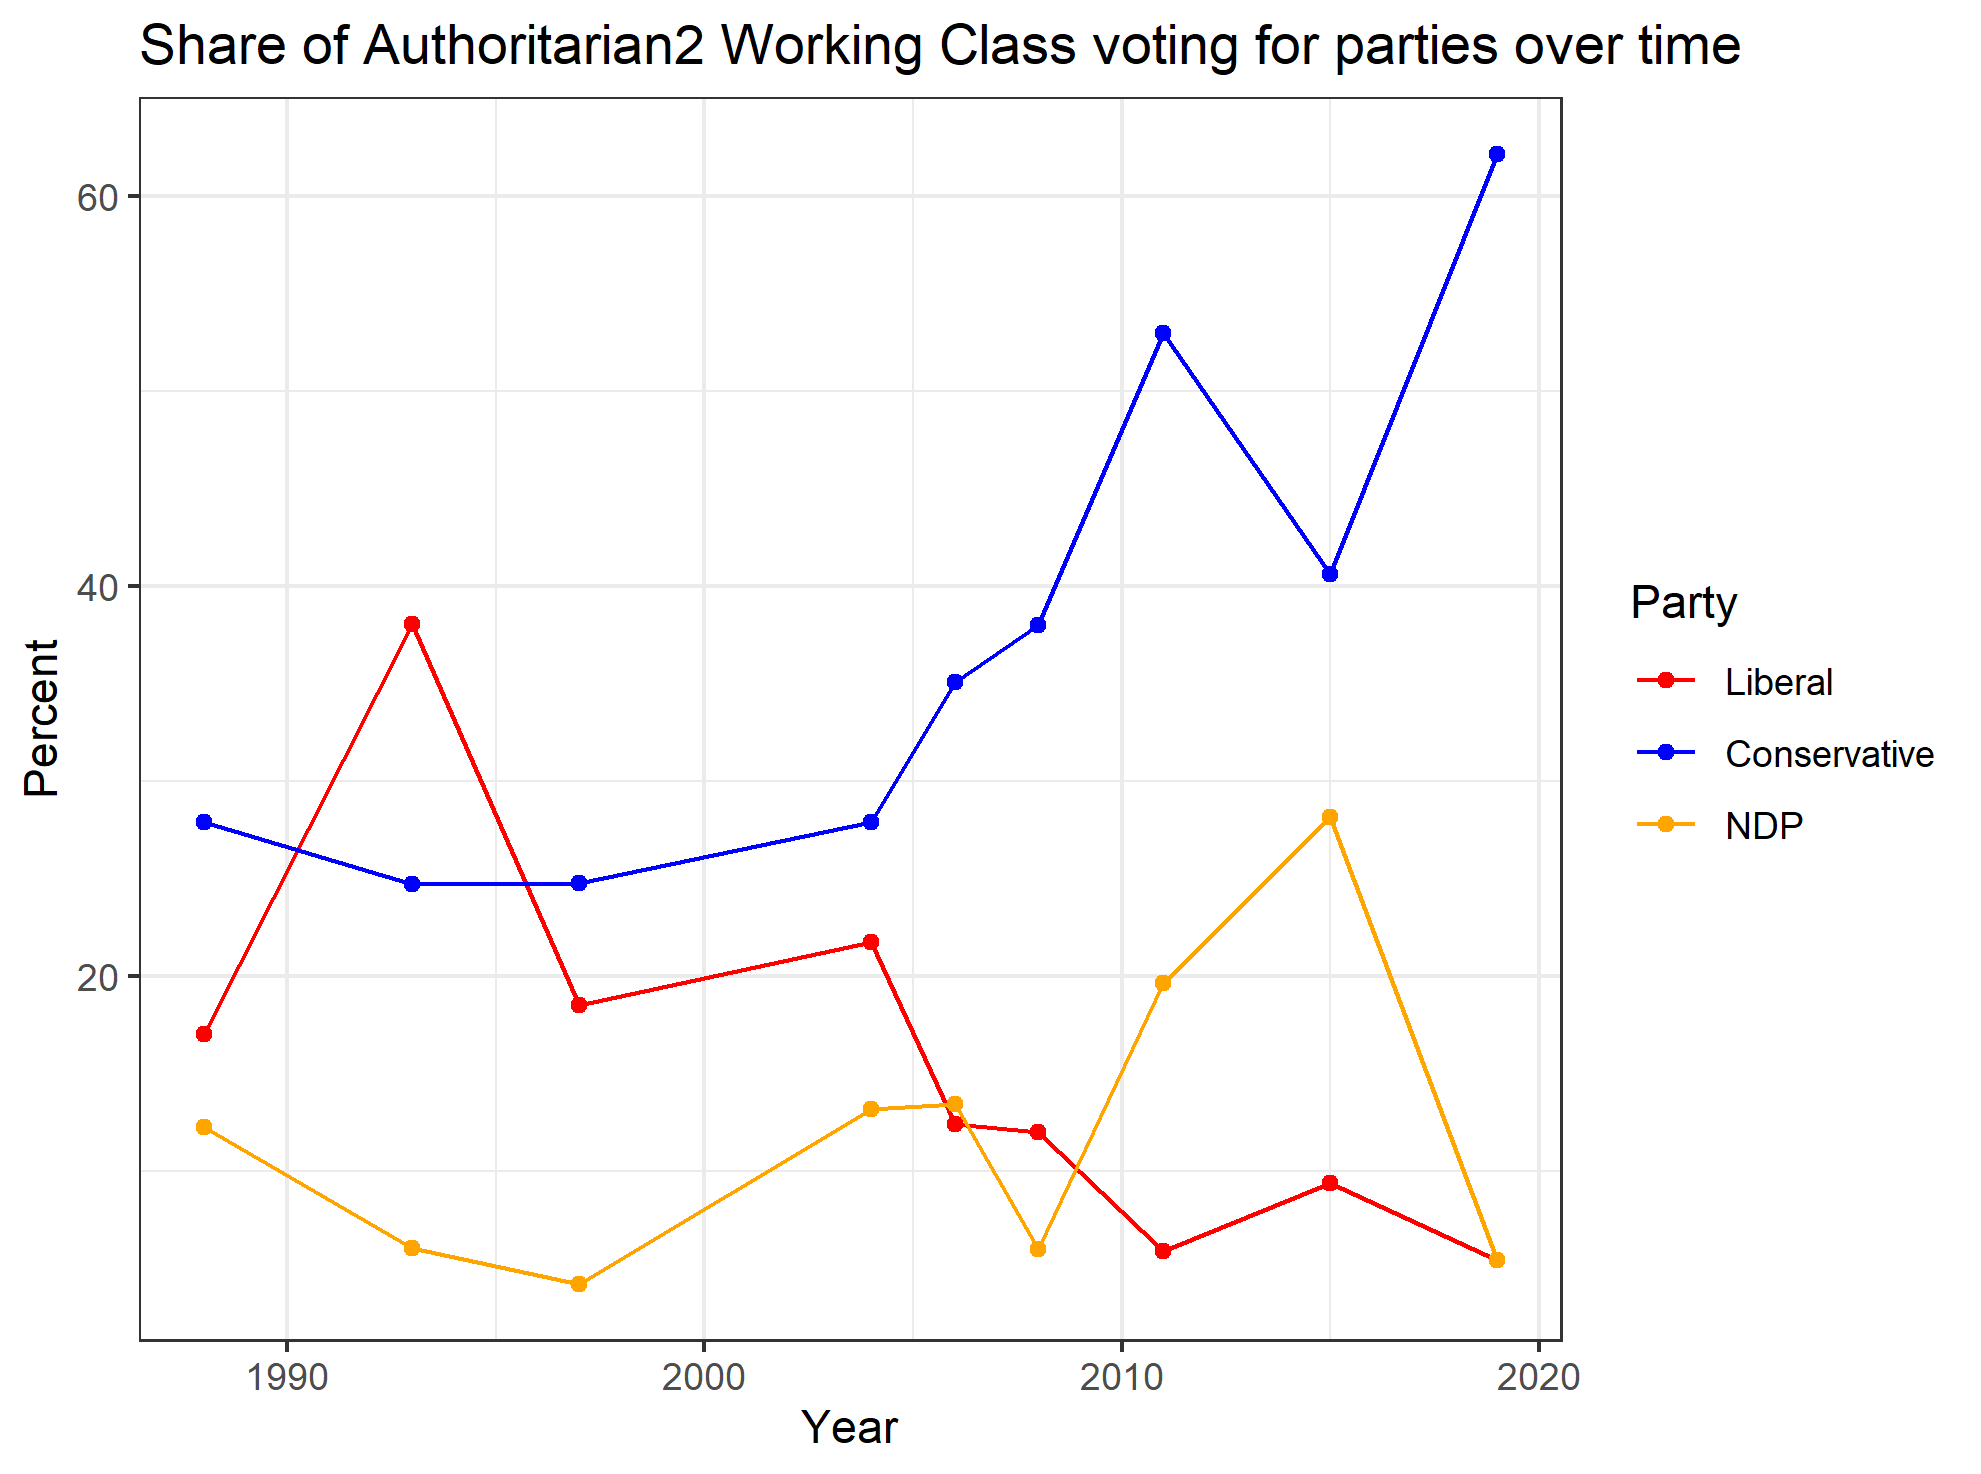 Share of Authoritarian2 Working Class voting for parties over time
Percent
60
40
20
1990
2000
2010
2020
Year
Party
Liberal
Conservative
NDP